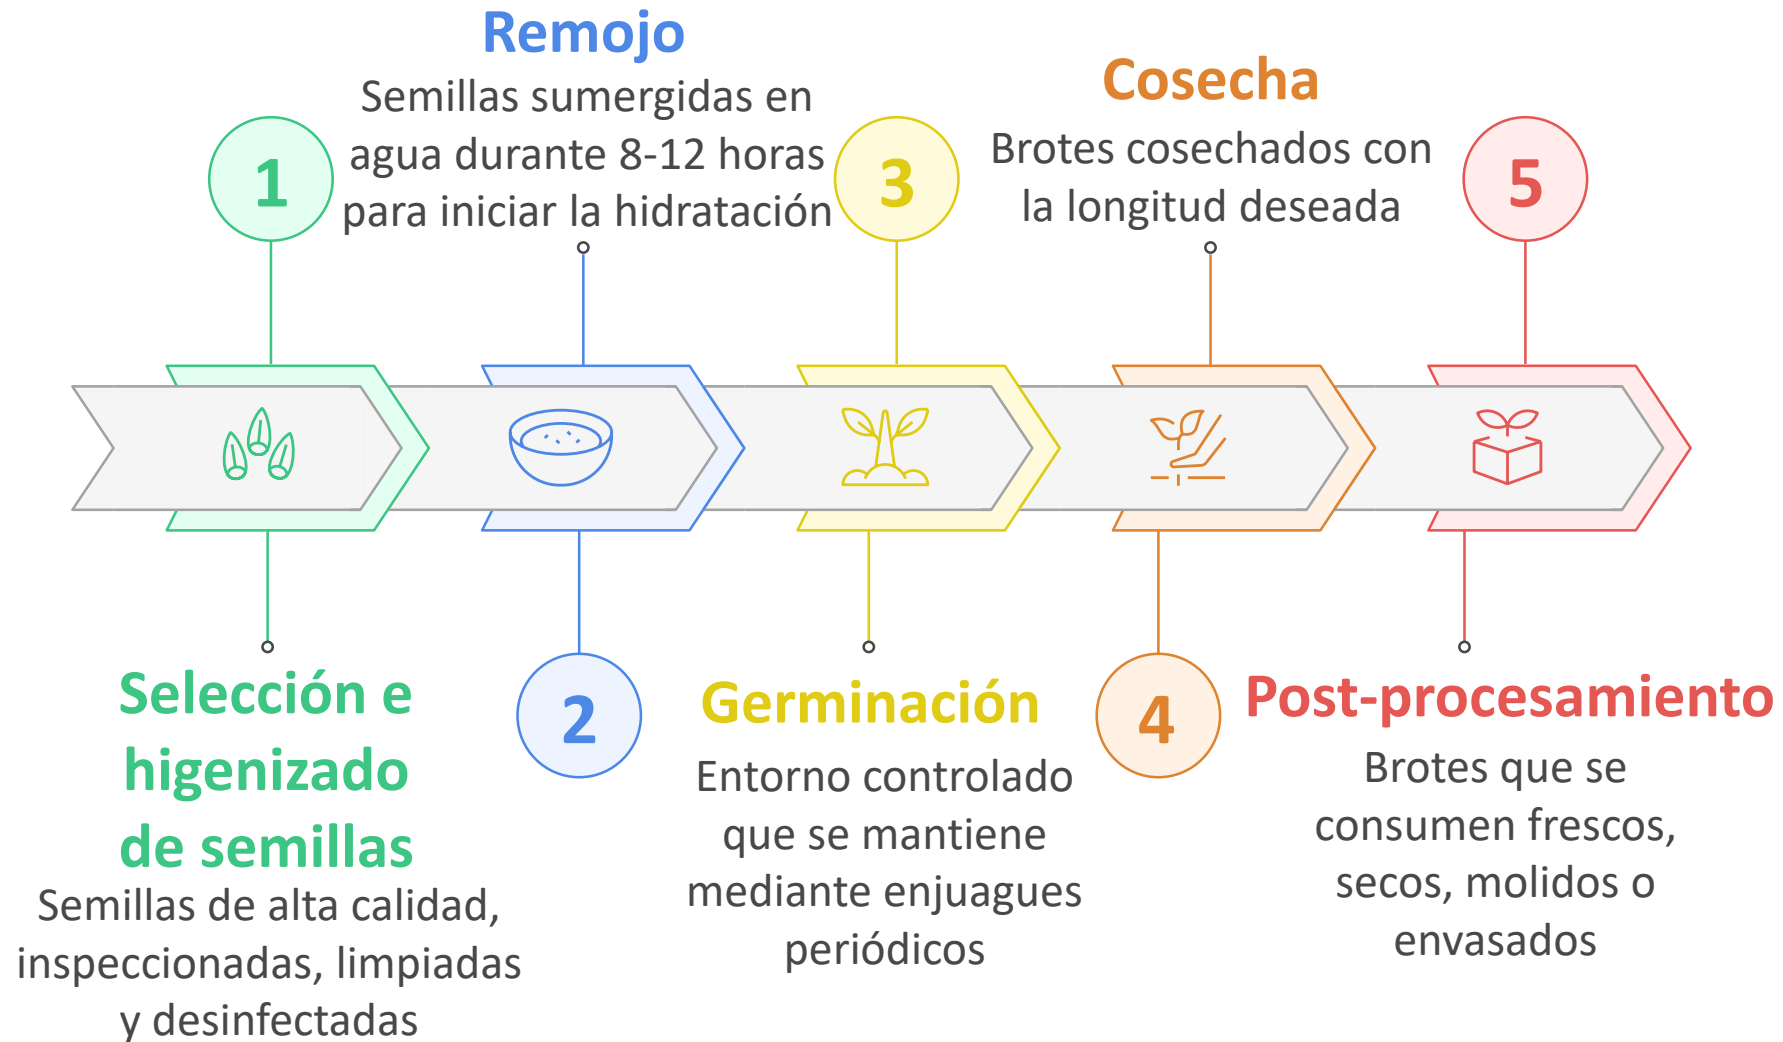 1
Selección e
higenizado
de semillas
Semillas de alta calidad,
inspeccionadas, limpiadas
y desinfectadas
Remojo
Semillas sumergidas en
agua durante 8-12 horas
para iniciar la hidratación
2
3
Germinación
Entorno controlado
que se mantiene
mediante enjuagues
periódicos
Cosecha
Brotes cosechados con
la longitud deseada
4
5
Post-procesamiento
Brotes que se
consumen frescos,
secos, molidos o
envasados